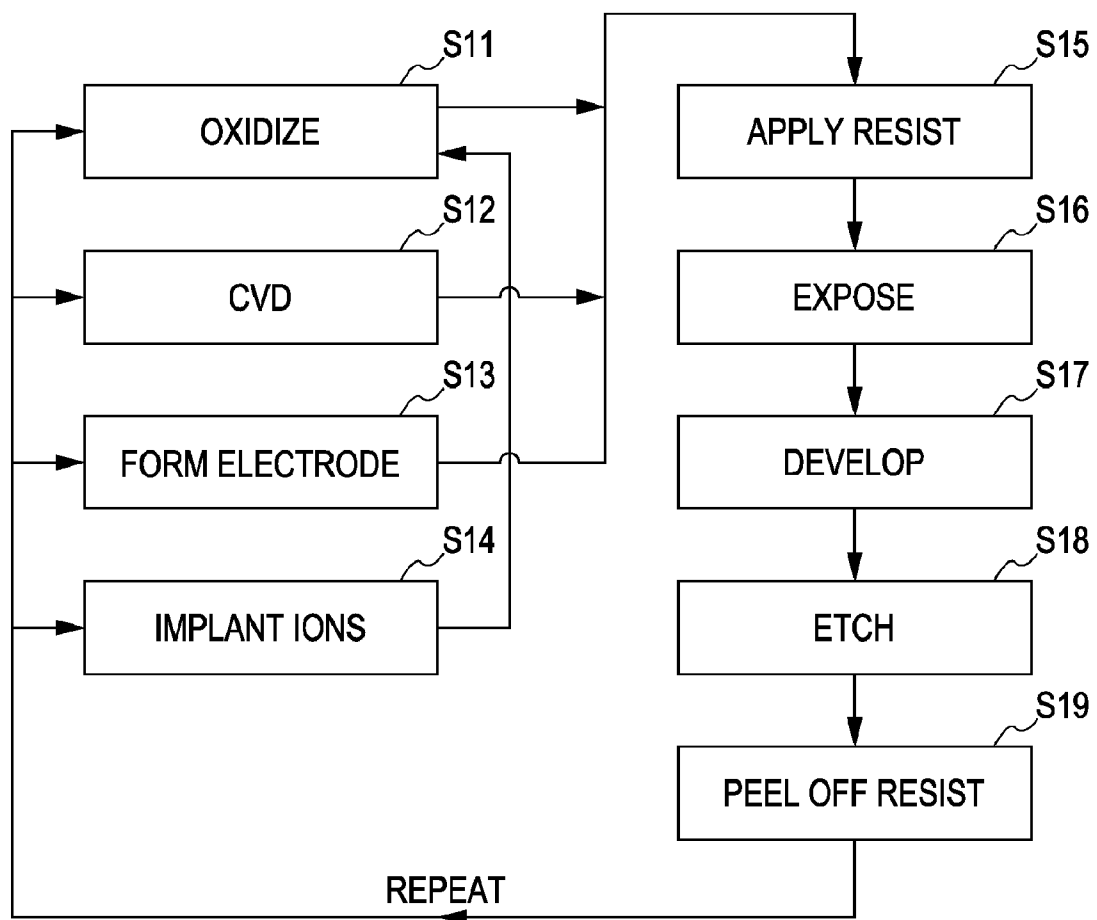 S11
OXIDIZE
S12
CVD
S13
FORM ELECTRODE
S14
IMPLANT IONS
S15
APPLY RESIST
S16
EXPOSE
S17
DEVELOP
S18
ETCH
S19
PEEL OFF RESIST
REPEAT